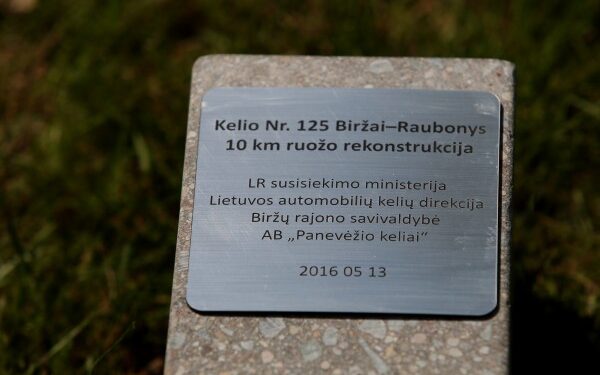 Kelio Nr. 125 Biržai–Raubonys
10 km ruožo rekonstrukcija
LR susisiekimo ministerija
Lietuvos automobilių kelių direkcija
Biržų rajono savivaldybė
AB „Panevėžio keliai“
2016 05 13